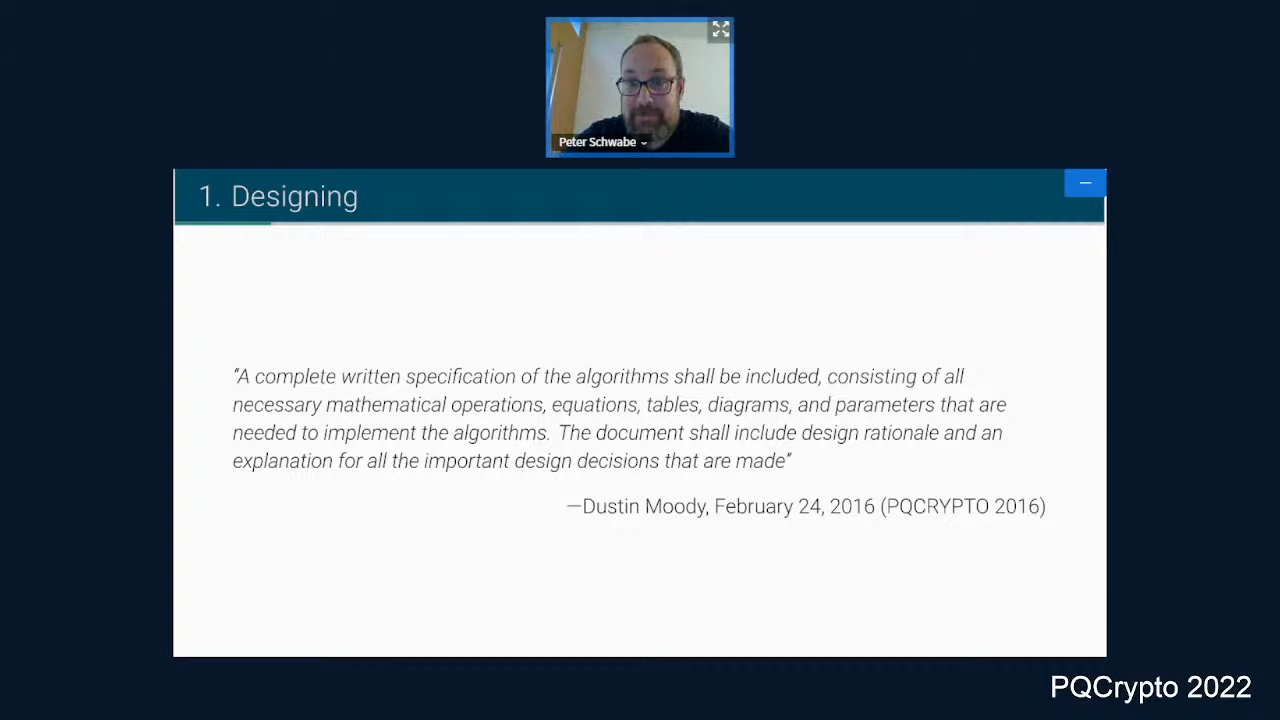 Peter Schwabe
1. Designing
"A complete written specification of the algorithms shall be included, consisting of all
necessary mathematical operations, equations, tables, diagrams, and parameters that are
needed to implement the algorithms. The document shall include design rationale and an
explanation for all the important design decisions that are made"
—Dustin Moody, February 24, 2016 (PQCRYPTO 2016)
PQCrypto 2022